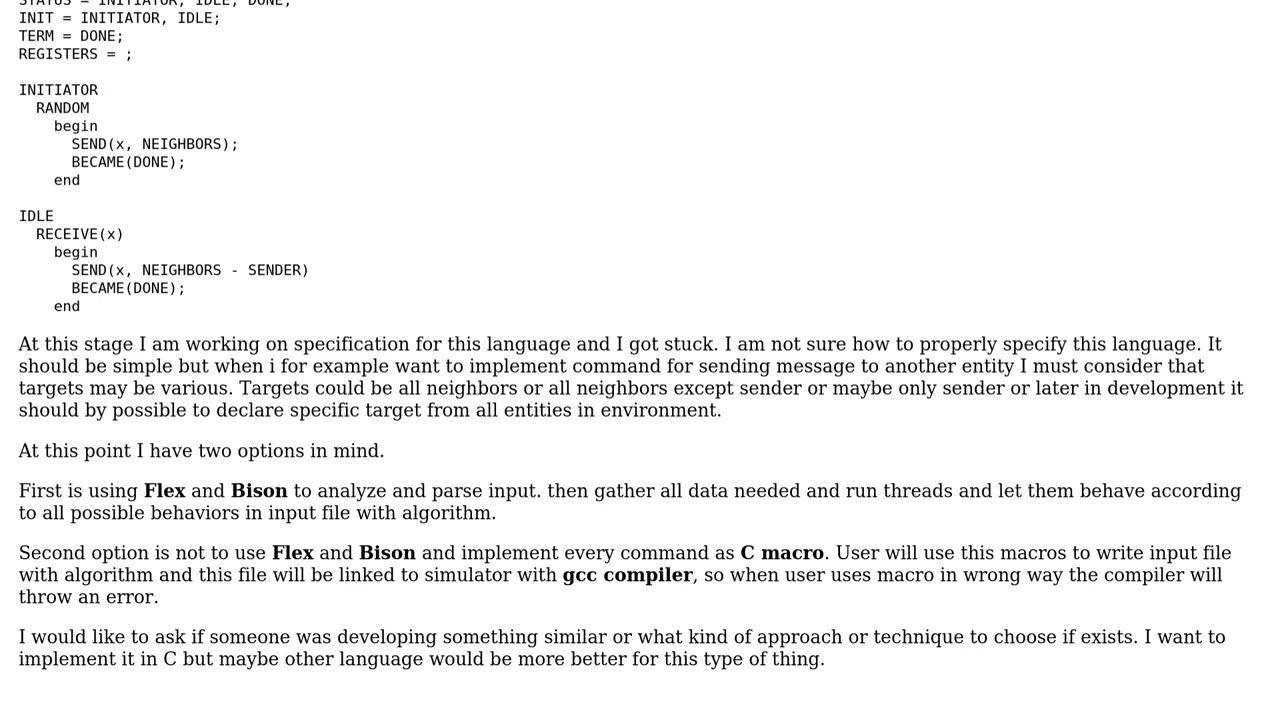 STATUS = INITIATOR, IDLE, DONE;
INIT = INITIATOR, IDLE;
TERM = DONE;
REGISTERS = ;
INITIATOR
RANDOM
begin
SEND(x, NEIGHBORS);
BECAME(DONE);
end
IDLE
RECEIVE(x)
begin
SEND(x, NEIGHBORS - SENDER)
BECAME(DONE);
end
At this stage I am working on specification for this language and I got stuck. I am not sure how to properly specify this language. It
should be simple but when i for example want to implement command for sending message to another entity I must consider that
targets may be various. Targets could be all neighbors or all neighbors except sender or maybe only sender or later in development it
should by possible to declare specific target from all entities in environment.
At this point I have two options in mind.
First is using Flex and Bison to analyze and parse input. then gather all data needed and run threads and let them behave according
to all possible behaviors in input file with algorithm.
Second option is not to use Flex and Bison and implement every command as C macro. User will use this macros to write input file
with algorithm and this file will be linked to simulator with gcc compiler, so when user uses macro in wrong way the compiler will
throw an error.
I would like to ask if someone was developing something similar or what kind of approach or technique to choose if exists. I want to
implement it in C but maybe other language would be more better for this type of thing.